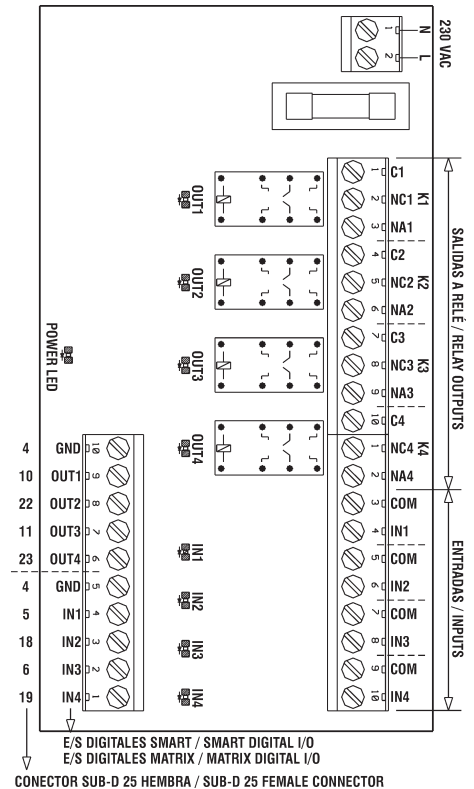 1 N
2 L
230 VAC
1 C1
2 NC1
3 NA1
K1
4 C2
5 NC2
6 NA2
K2
7 C3
8 NC3
9 NA3
K3
10 C4
1 NC4
2 NA4
K4
SALIDAS A RELÉ / RELAY OUTPUTS
3 COM
4 IN1
5 COM
6 IN2
7 COM
8 IN3
9 COM
10 IN4
ENTRADAS / INPUTS
OUT1
OUT2
OUT3
OUT4
POWER LED
IN1
IN2
IN3
IN4
4 GND 10
10 OUT1 9
22 OUT2 8
11 OUT3 7
23 OUT4 6
4 GND 5
5 IN1 4
18 IN2 3
6 IN3 2
19 IN4 1
E/S DIGITALES SMART / SMART DIGITAL I/O
E/S DIGITALES MATRIX / MATRIX DIGITAL I/O
CONECTOR SUB-D 25 HEMBRA / SUB-D 25 FEMALE CONNECTOR